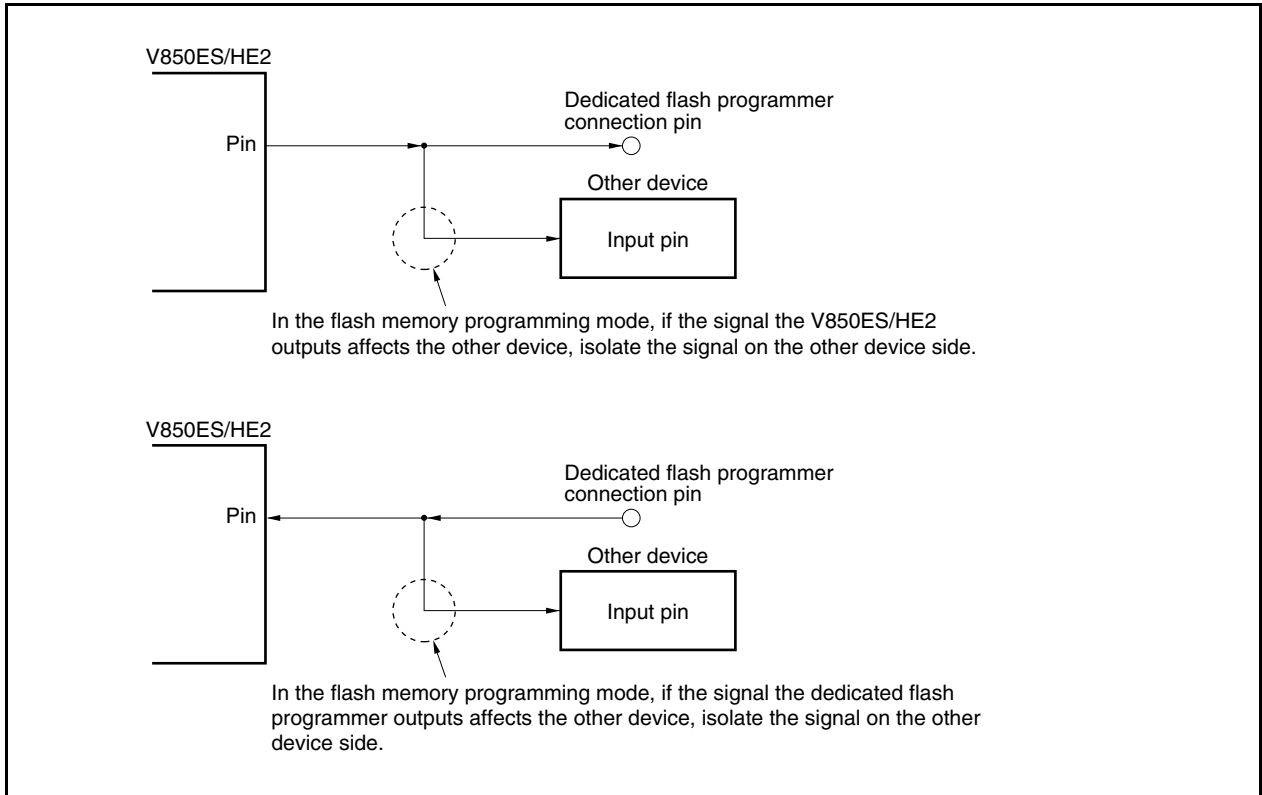 V850ES/HE2
Dedicated flash programmer
connection pin
Pin
Other device
Input pin
In the flash memory programming mode, if the signal the V850ES/HE2
outputs affects the other device, isolate the signal on the other device side.
V850ES/HE2
Dedicated flash programmer
connection pin
Pin
Other device
Input pin
In the flash memory programming mode, if the signal the dedicated flash
programmer outputs affects the other device, isolate the signal on the other
device side.